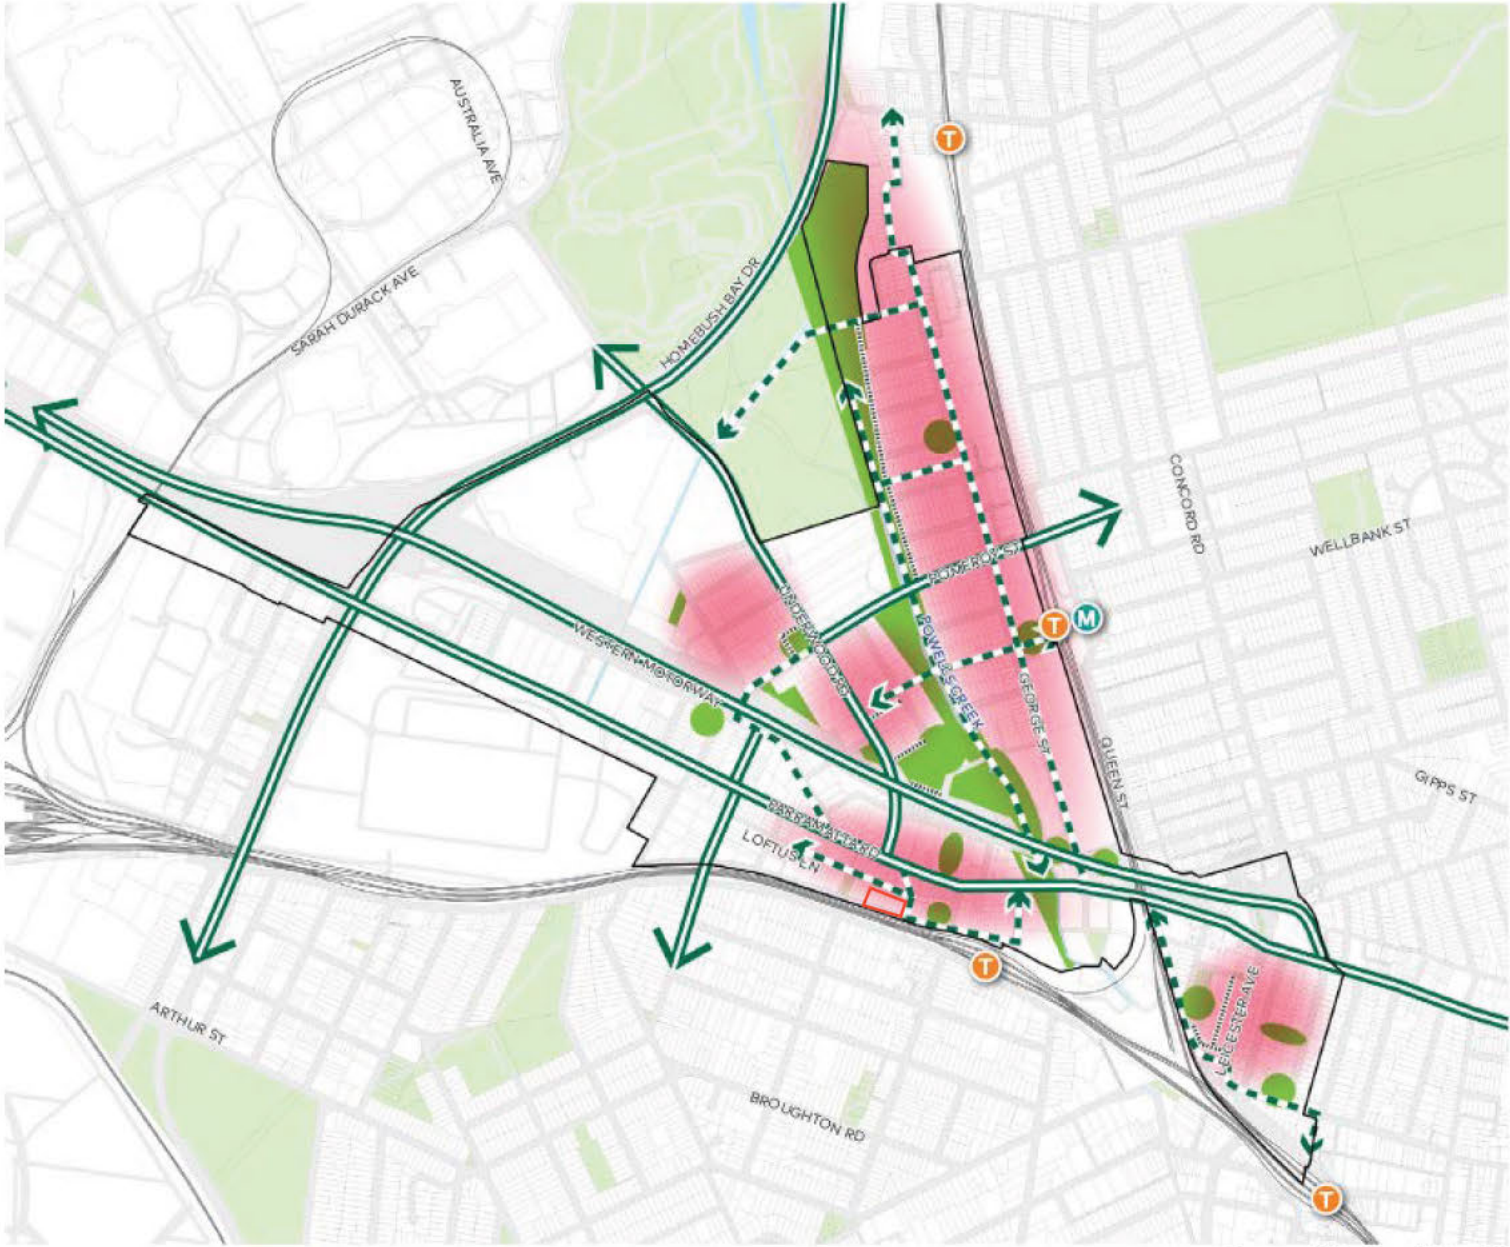 AUSTRALIA AVE
T
SARAH DURACK AVE
HOMEBUSH BAY DR
CONCORD RD
WELLBANK ST
POMEROY ST
UNDERWOOD RD
T
M
WESTERN MOTORWAY
POWELLS CREEK
GEORGE ST
QUEEN ST
GIPPS ST
PARRAMATTA RD
LOFTUS LN
T
LEICESTER AVE
ARTHUR ST
BROUGHTON RD
T